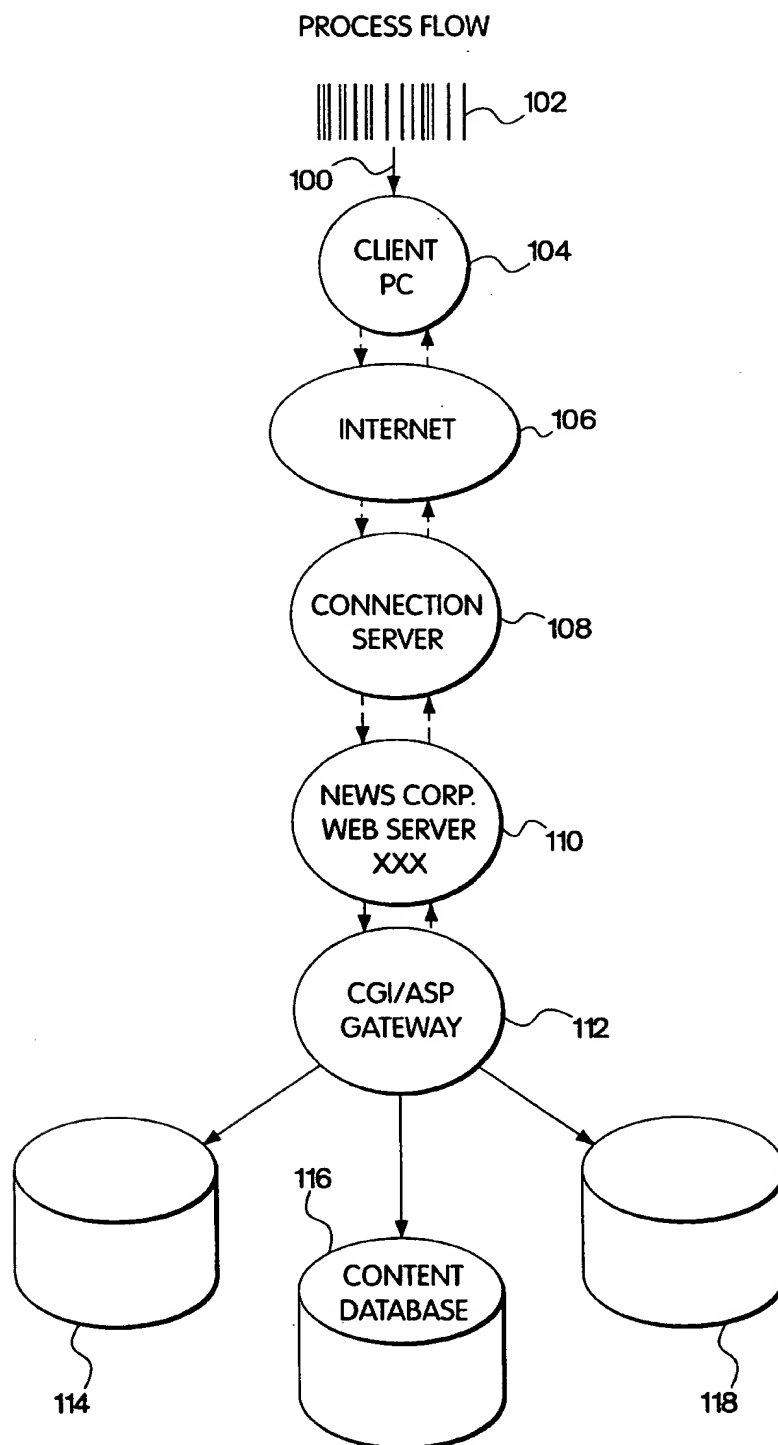 PROCESS FLOW
102
100
CLIENT
PC
104
INTERNET
106
CONNECTION
SERVER
108
NEWS CORP.
WEB SERVER
XXX
110
CGI/ASP
GATEWAY
112
116
CONTENT
DATABASE
114
118